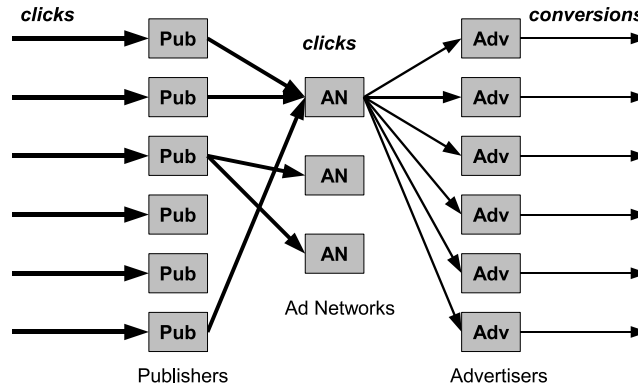 clicks
clicks
conversions
Pub
Pub
Pub
Pub
Pub
Pub
AN
AN
AN
Adv
Adv
Adv
Adv
Adv
Adv
Ad Networks
Publishers
Advertisers